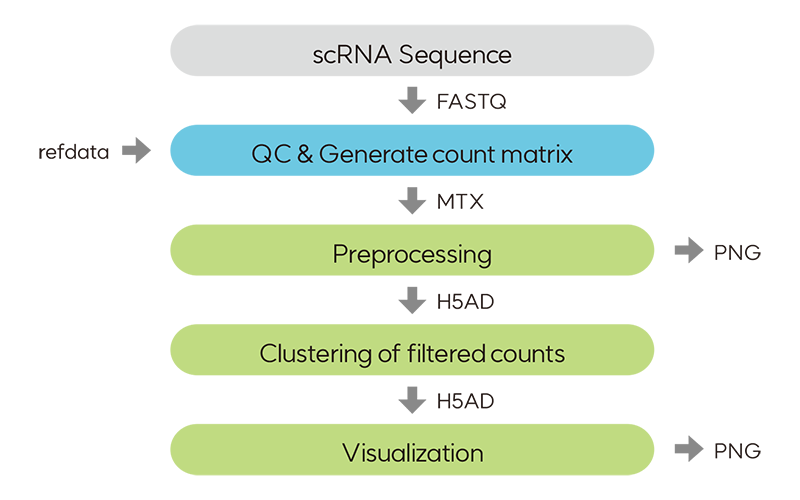 scRNA Sequence
FASTQ
refdata
QC & Generate count matrix
MTX
Preprocessing
PNG
H5AD
Clustering of filtered counts
H5AD
Visualization
PNG